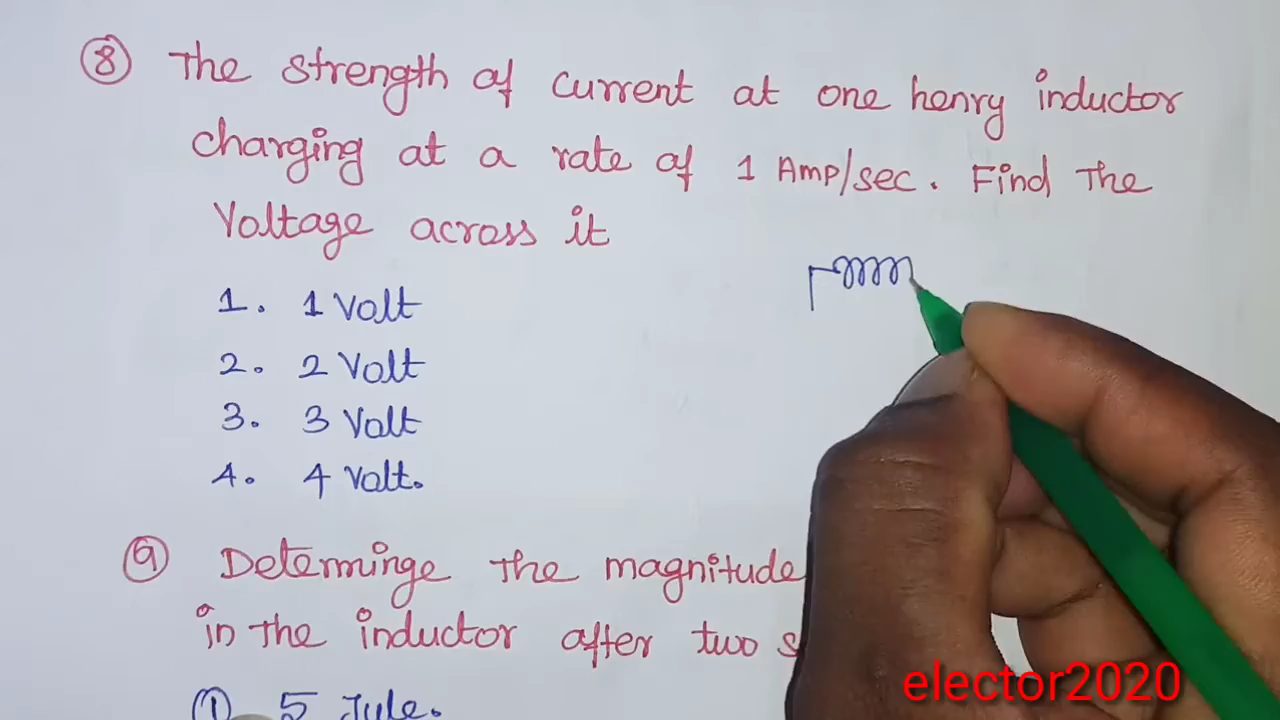 ⑧ The strength of current at one henry inductor
charging at a rate of 1 Amp/sec. Find The
Voltage across it
1. 1 Volt
2. 2 Volt
3. 3 Volt
4. 4 Volt.
⑨ Determinge the magnitude
in The inductor after two s
① 5 Jule.
elector2020